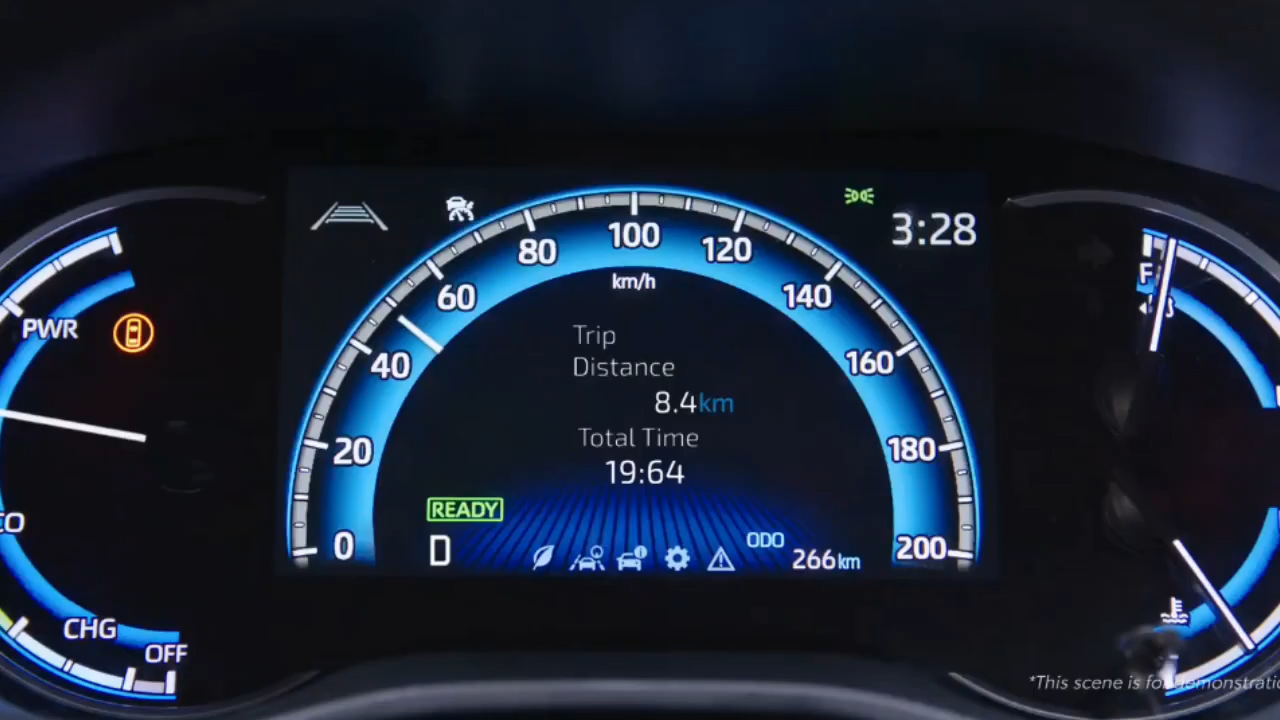 3:28
100
80
120
60
140
km/h
40
160
20
180
0
200
Trip
Distance
8.4km
Total Time
19:64
READY
D
ODO
266km
PWR
CHG
OFF
F
*This scene is for